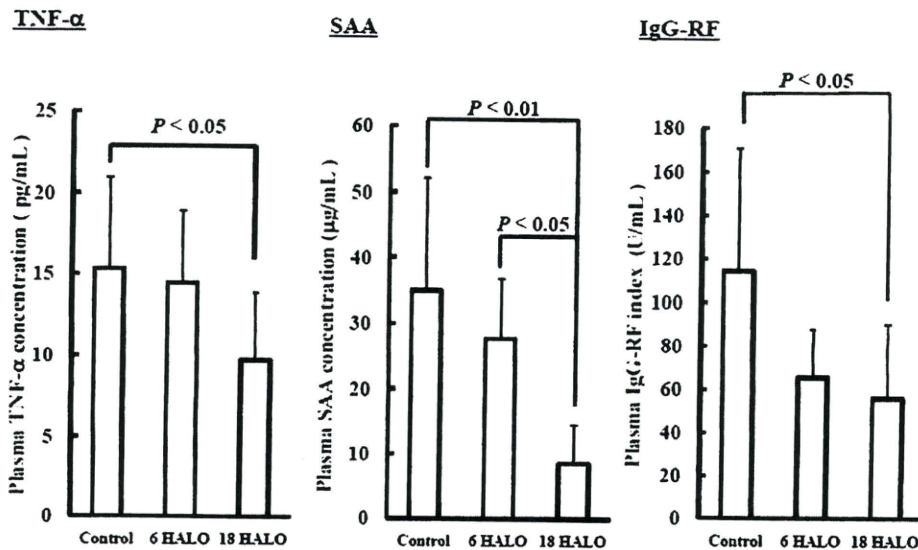 TNF-α
Plasma TNF-α concentration ( pg/mL )
25
20
15
10
5
0
P < 0.05
Control 6 HALO 18 HALO
SAA
Plasma SAA concentration (µg/mL )
60
50
40
30
20
10
0
P < 0.01
P < 0.05
Control 6 HALO 18 HALO
IgG-RF
Plasma IgG-RF index (U/mL )
180
160
140
120
100
80
60
40
20
0
P < 0.05
Control 6 HALO 18 HALO